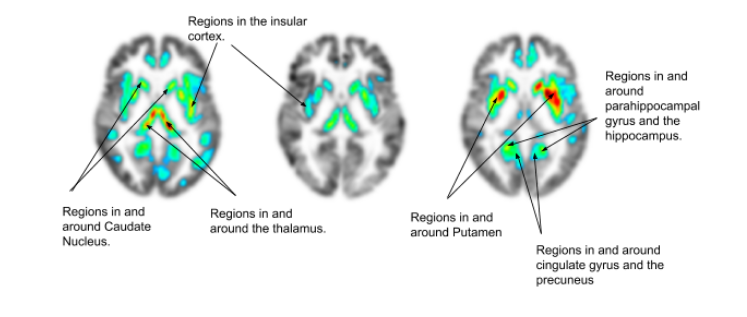 Regions in the insular
cortex.
Regions in and
around
parahippocampal
gyrus and the
hippocampus.
Regions in and
around Caudate
Nucleus.
Regions in and
around the thalamus.
Regions in and
around Putamen
Regions in and around
cingulate gyrus and the
precuneus